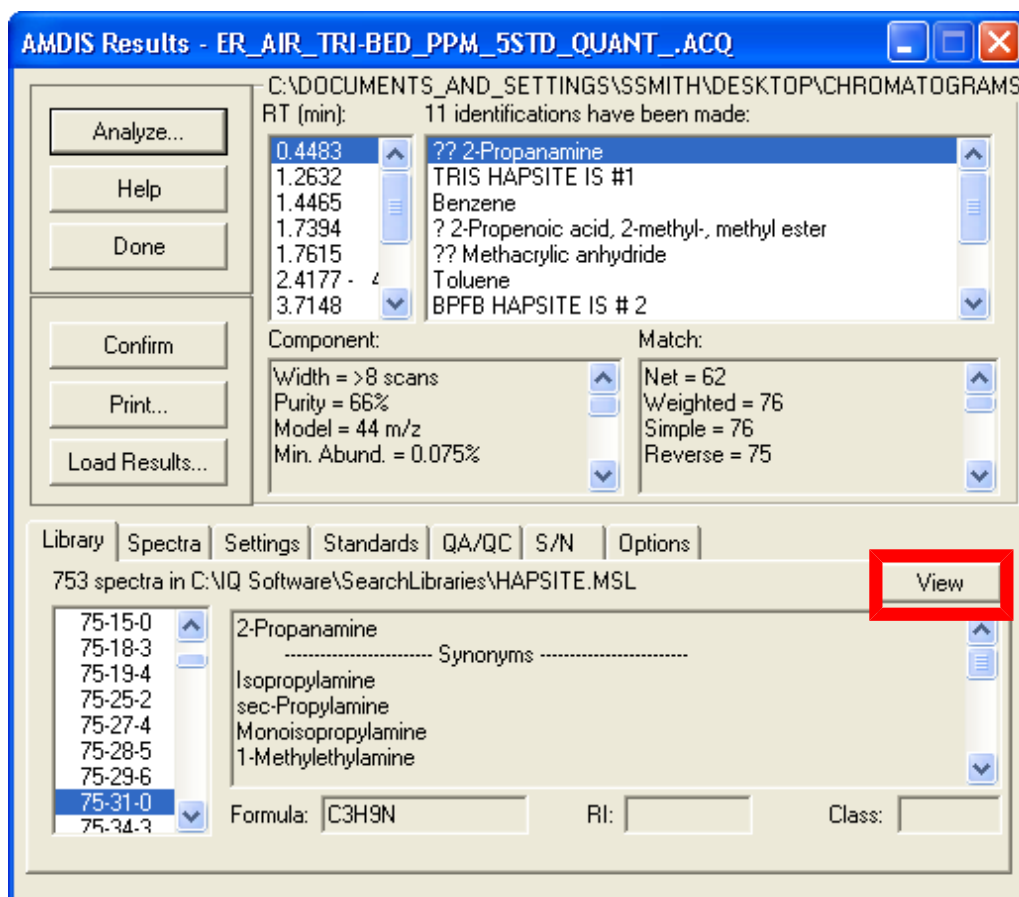 AMDIS Results - ER_AIR_TRI-BED_PPM_5STD_QUANT_.ACQ
C:\DOCUMENTS_AND_SETTINGS\SSMITH\DESKTOP\CHROMATOGRAMS
Analyze...
Help
Done
RT (min):
11 identifications have been made:
0.4483
?? 2-Propanamine
1.2632
TRIS HAPSITE IS #1
1.4465
Benzene
1.7394
? 2-Propenoic acid, 2-methyl-, methyl ester
1.7615
?? Methacrylic anhydride
2.4177 - 4
Toluene
3.7148
BPFB HAPSITE IS # 2
Confirm
Print...
Load Results...
Component:
Width = >8 scans
Purity = 66%
Model = 44 m/z
Min. Abund. = 0.075%
Match:
Net = 62
Weighted = 76
Simple = 76
Reverse = 75
Library Spectra Settings Standards QA/QC S/N Options
753 spectra in C:\IQ Software\SearchLibraries\HAPSITE.MSL
View
75-15-0
75-18-3
75-19-4
75-25-2
75-27-4
75-28-5
75-29-6
75-31-0
75-34-3
2-Propanamine
------------------------ Synonyms ------------------------
Isopropylamine
sec-Propylamine
Monoisopropylamine
1-Methylethylamine
Formula: C3H9N RI: Class: